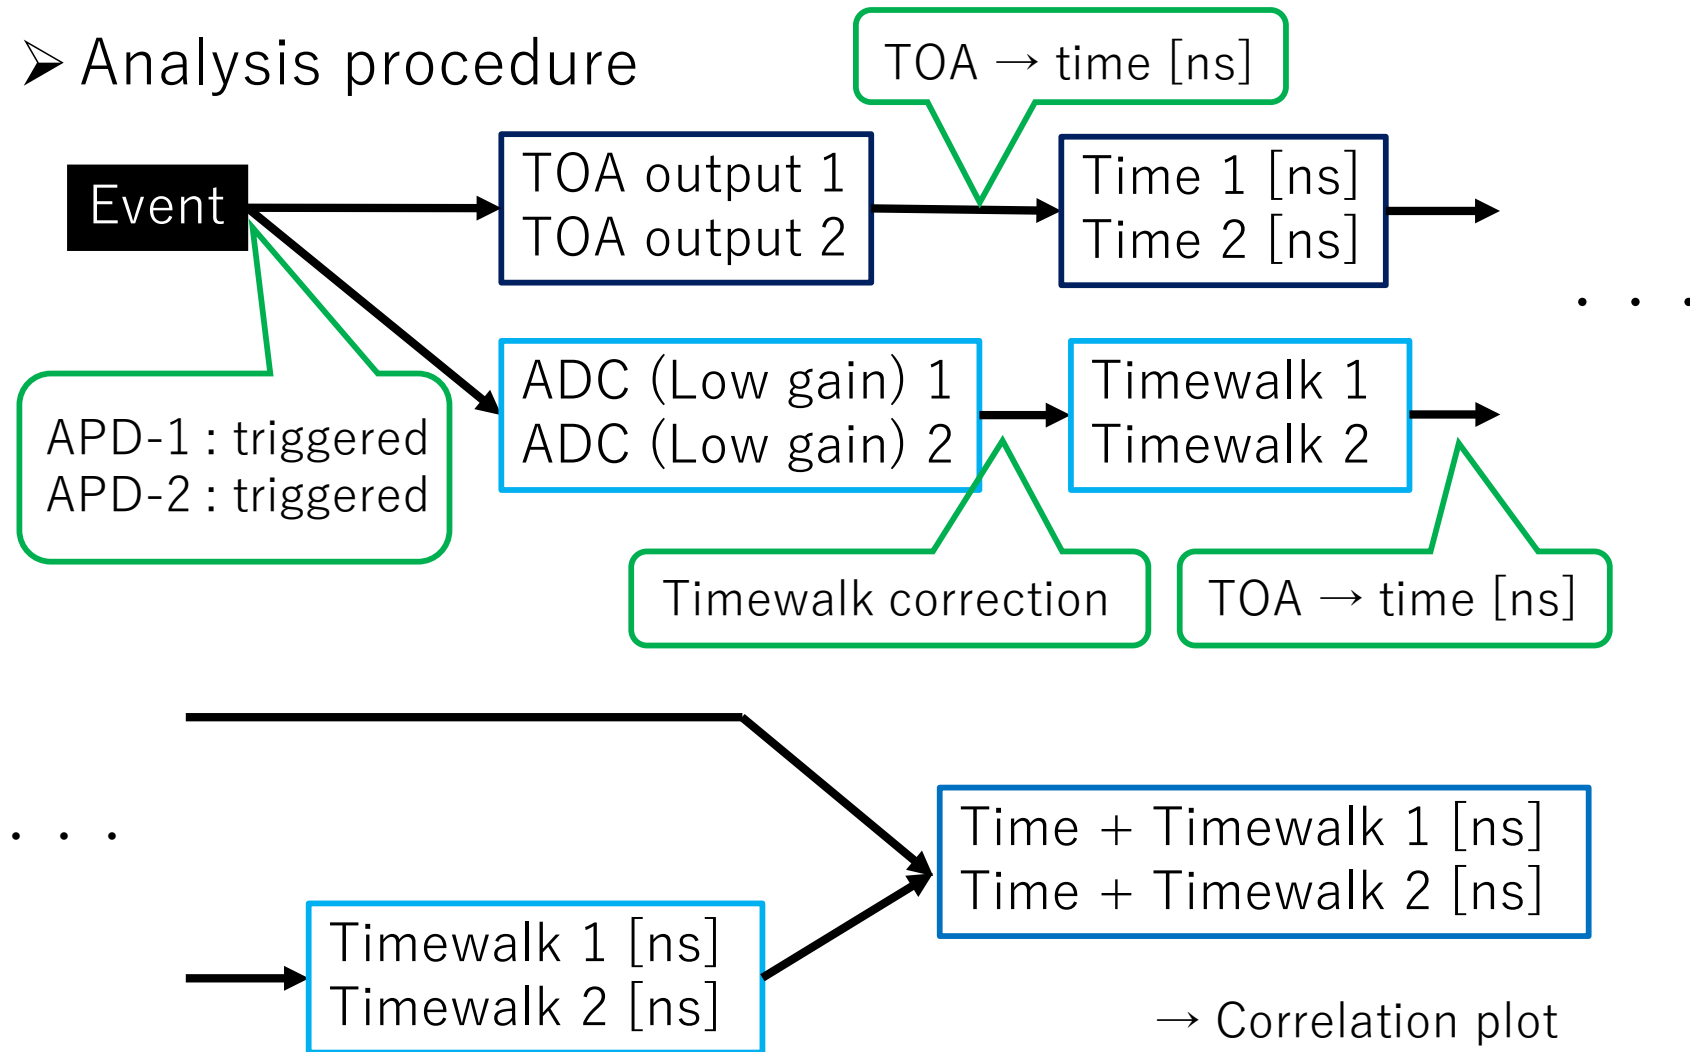 ➢ Analysis procedure
TOA → time [ns]
Event
TOA output 1
TOA output 2
Time 1 [ns]
Time 2 [ns]
. . .
ADC (Low gain) 1
ADC (Low gain) 2
Timewalk 1
Timewalk 2
APD-1 : triggered
APD-2 : triggered
Timewalk correction
TOA → time [ns]
. . .
Time + Timewalk 1 [ns]
Time + Timewalk 2 [ns]
Timewalk 1 [ns]
Timewalk 2 [ns]
→ Correlation plot